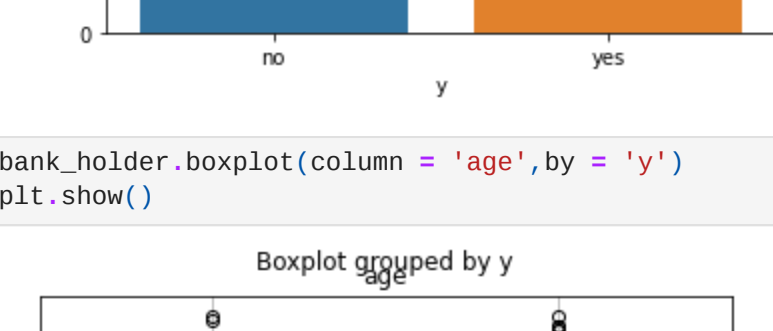 0
no yes
y
bank_holder.boxplot(column = 'age',by = 'y')
plt.show()
Boxplot grouped by y
age